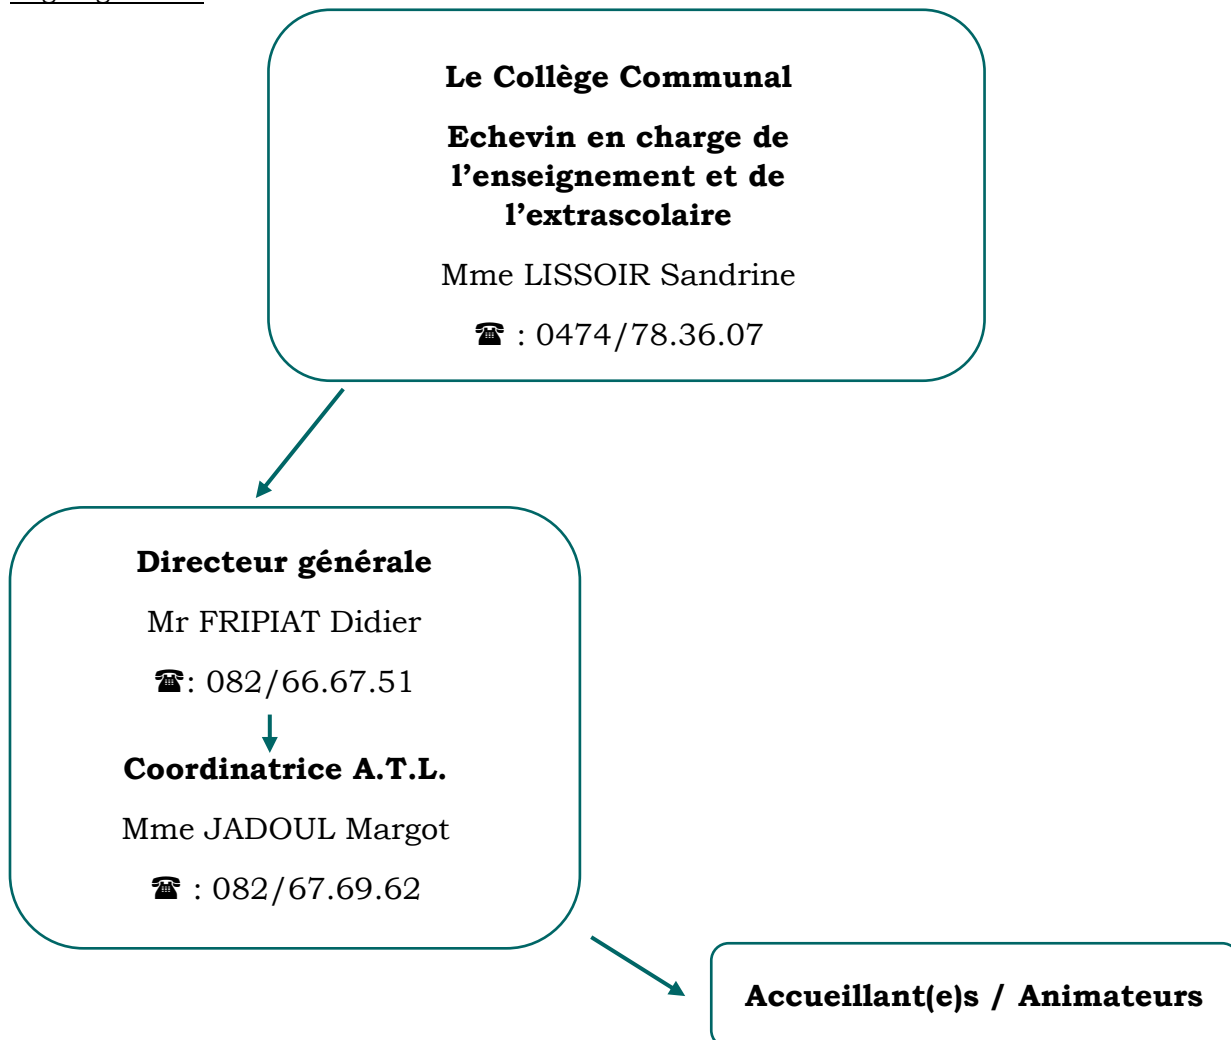 Le Collège Communal
Echevin en charge de
l’enseignement et de
l’extrascolaire
Mme LISSOIR Sandrine
☎ : 0474/78.36.07
Directeur générale
Mr FRIPIAT Didier
☎: 082/66.67.51
Coordinatrice A.T.L.
Mme JADOUL Margot
☎ : 082/67.69.62
Accueillant(e)s / Animateurs